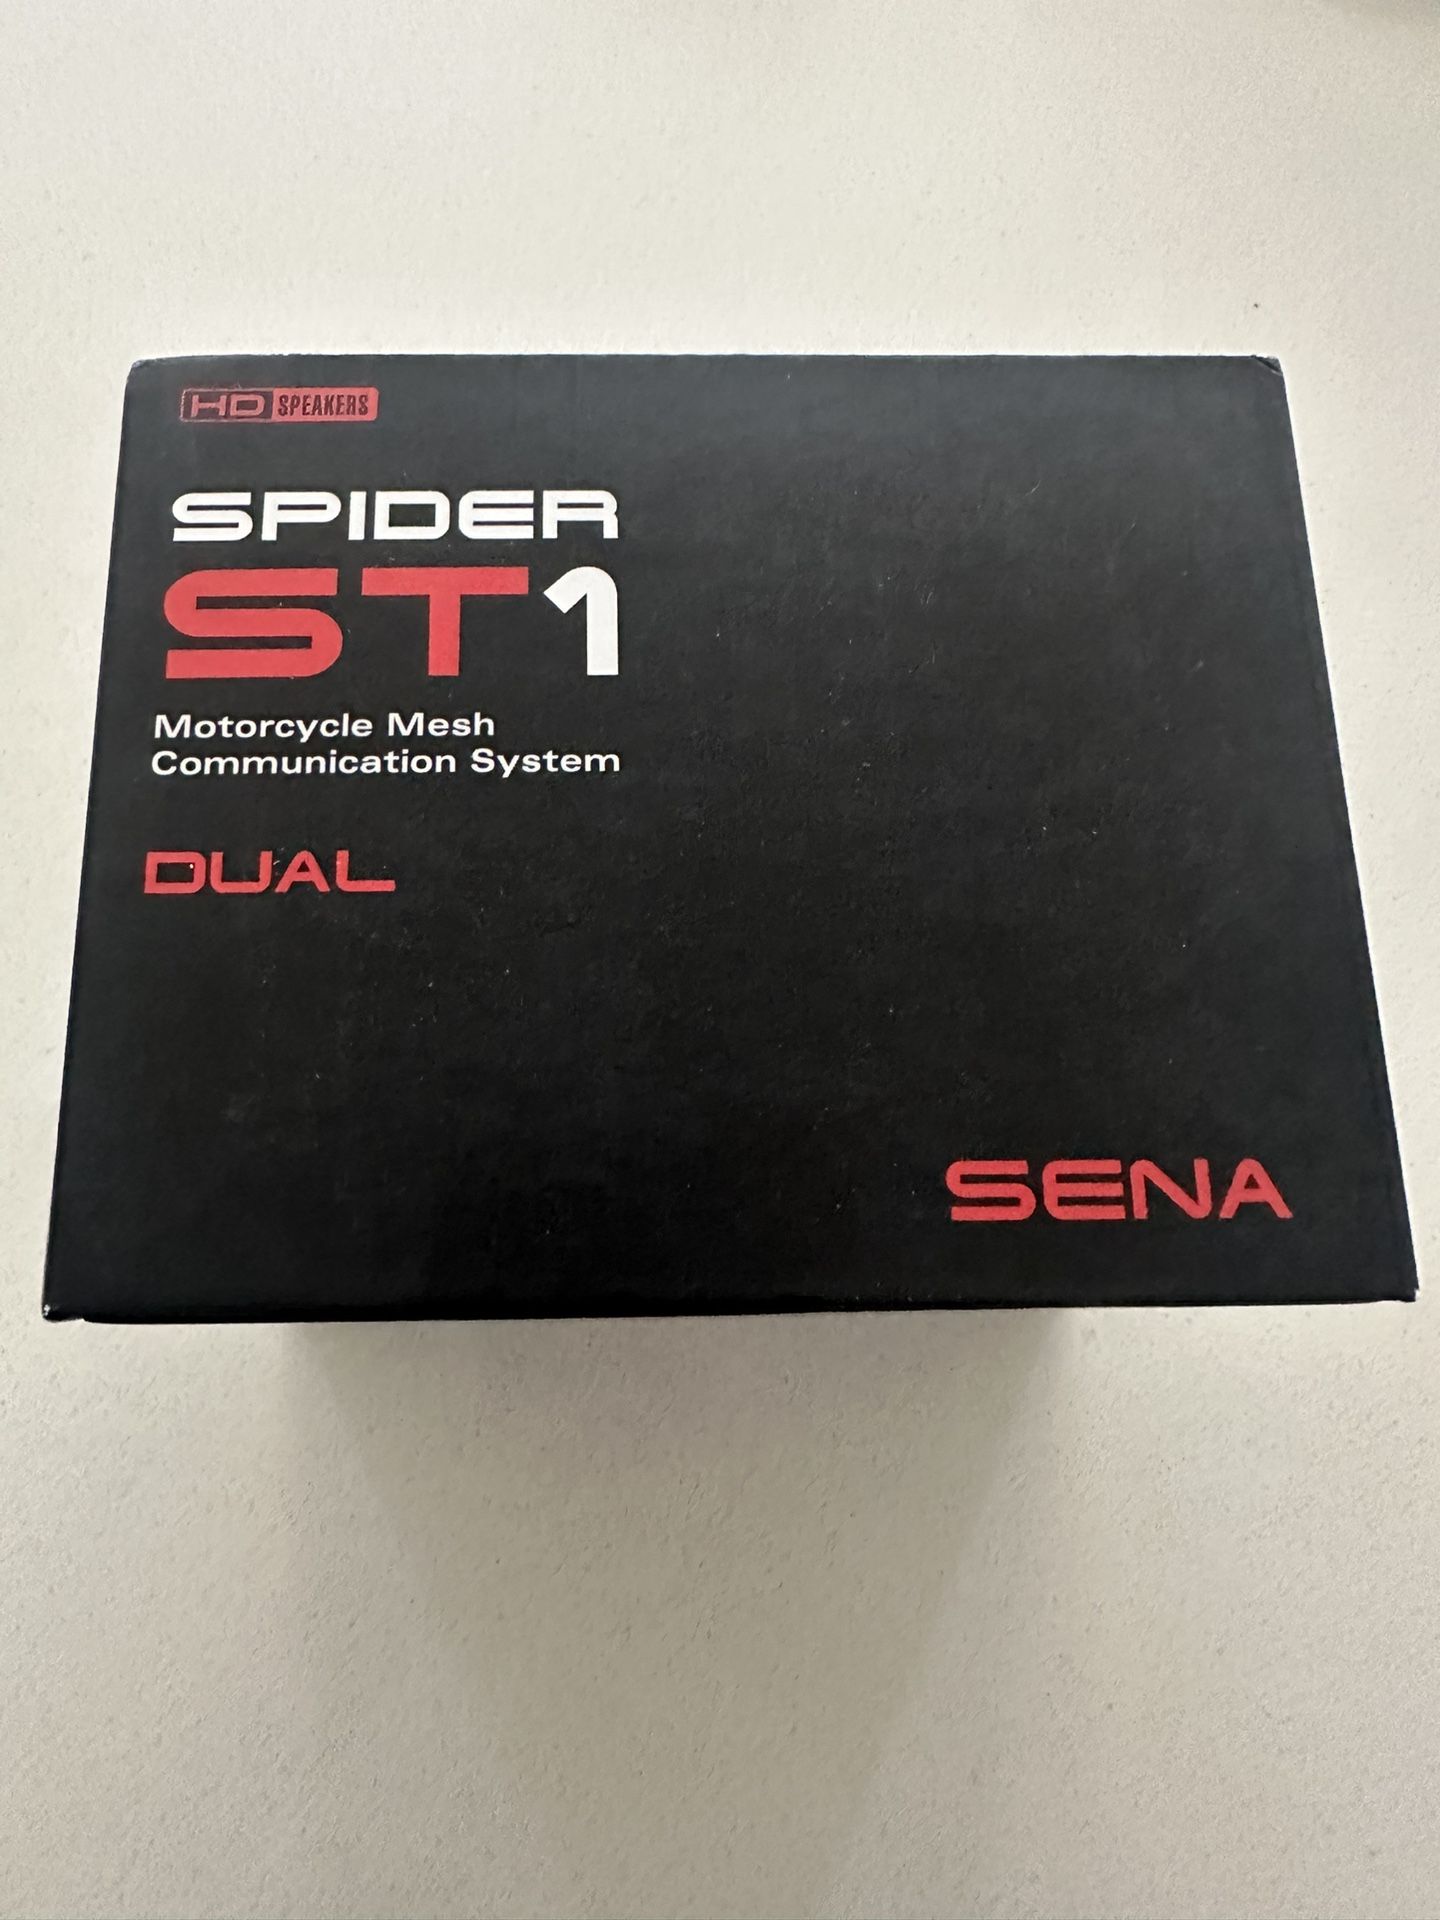 HD SPEAKERS
SPIDER
ST1
Motorcycle Mesh
Communication System
DUAL
SENA